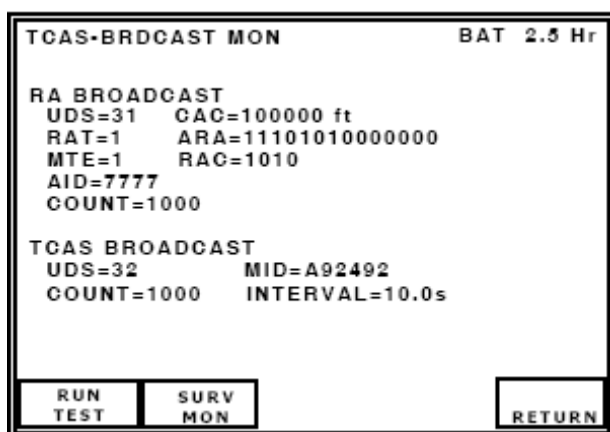 TCAS-BRDCAST MON BAT 2.5 Hr
RA BROADCAST
UDS=31 CAC=100000 ft
RAT=1 ARA=11101010000000
MTE=1 RAC=1010
AID=7777
COUNT=1000
TCAS BROADCAST
UDS=32 MID=A92492
COUNT=1000 INTERVAL=10.0s
RUN TEST
SURV MON
RETURN